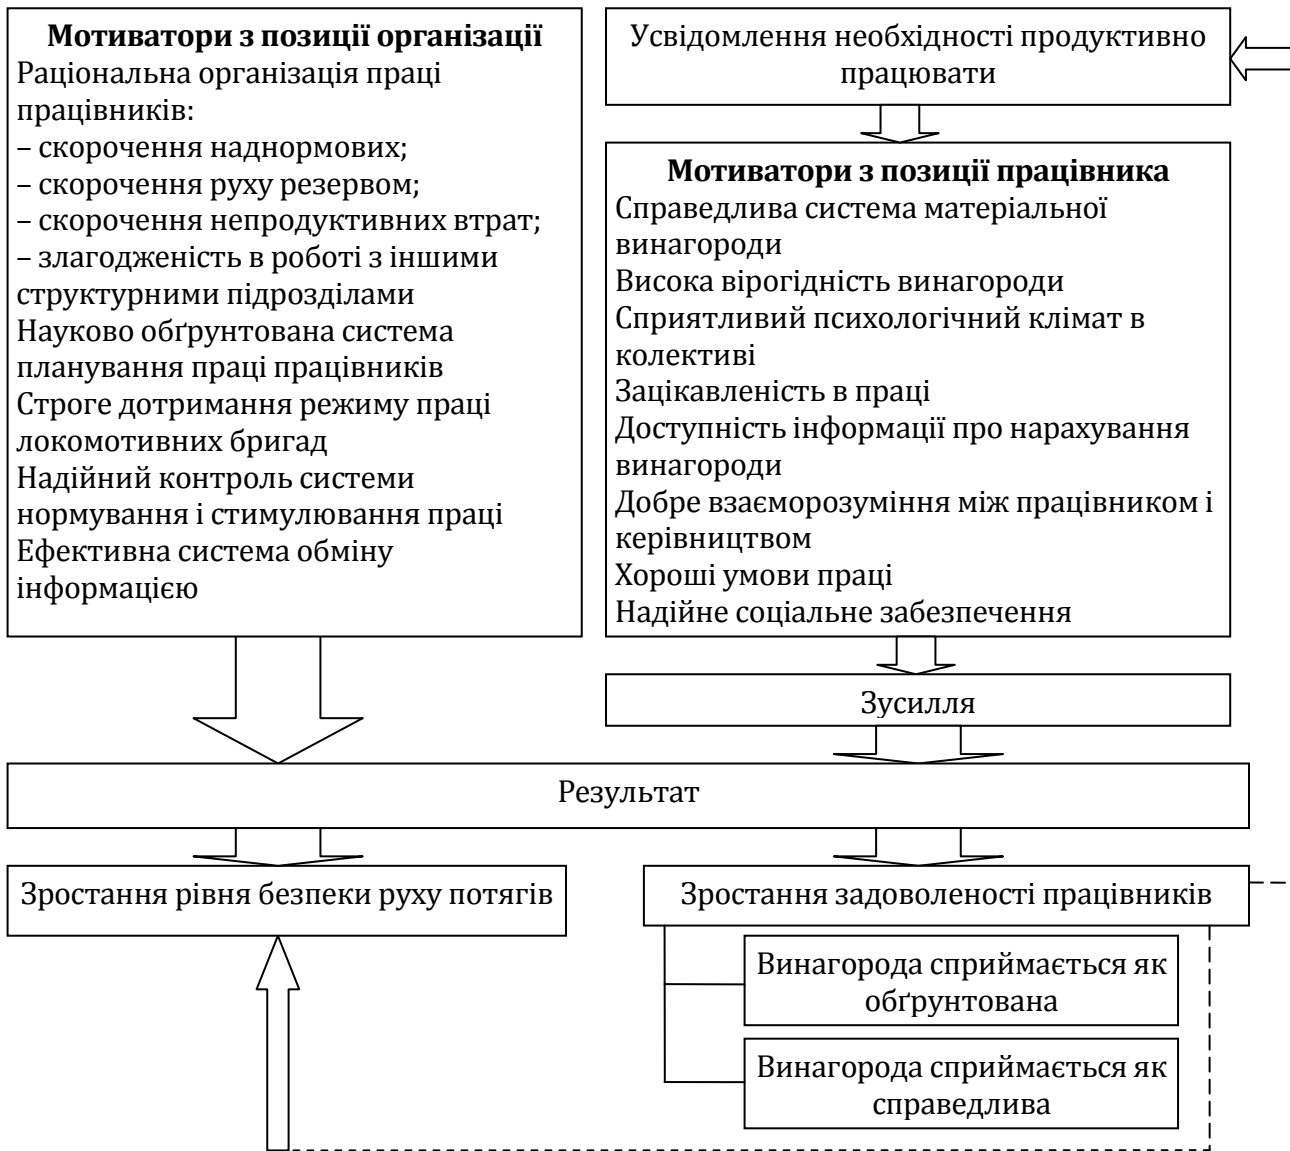 Мотиватори з позиції організації
Раціональна організація праці
працівників:
– скорочення наднормових;
– скорочення руху резервом;
– скорочення непродуктивних втрат;
– злагодженість в роботі з іншими
структурними підрозділами
Науково обґрунтована система
планування праці працівників
Строге дотримання режиму праці
локомотивних бригад
Надійний контроль системи
нормування і стимулювання праці
Ефективна система обміну
інформацією
Усвідомлення необхідності продуктивно
працювати
Мотиватори з позиції працівника
Справедлива система матеріальної
винагороди
Висока вірогідність винагороди
Сприятливий психологічний клімат в
колективі
Зацікавленість в праці
Доступність інформації про нарахування
винагороди
Добре взаєморозуміння між працівником і
керівництвом
Хороші умови праці
Надійне соціальне забезпечення
Зусилля
Результат
Зростання рівня безпеки руху потягів
Зростання задоволеності працівників
Винагорода сприймається як
обґрунтована
Винагорода сприймається як
справедлива